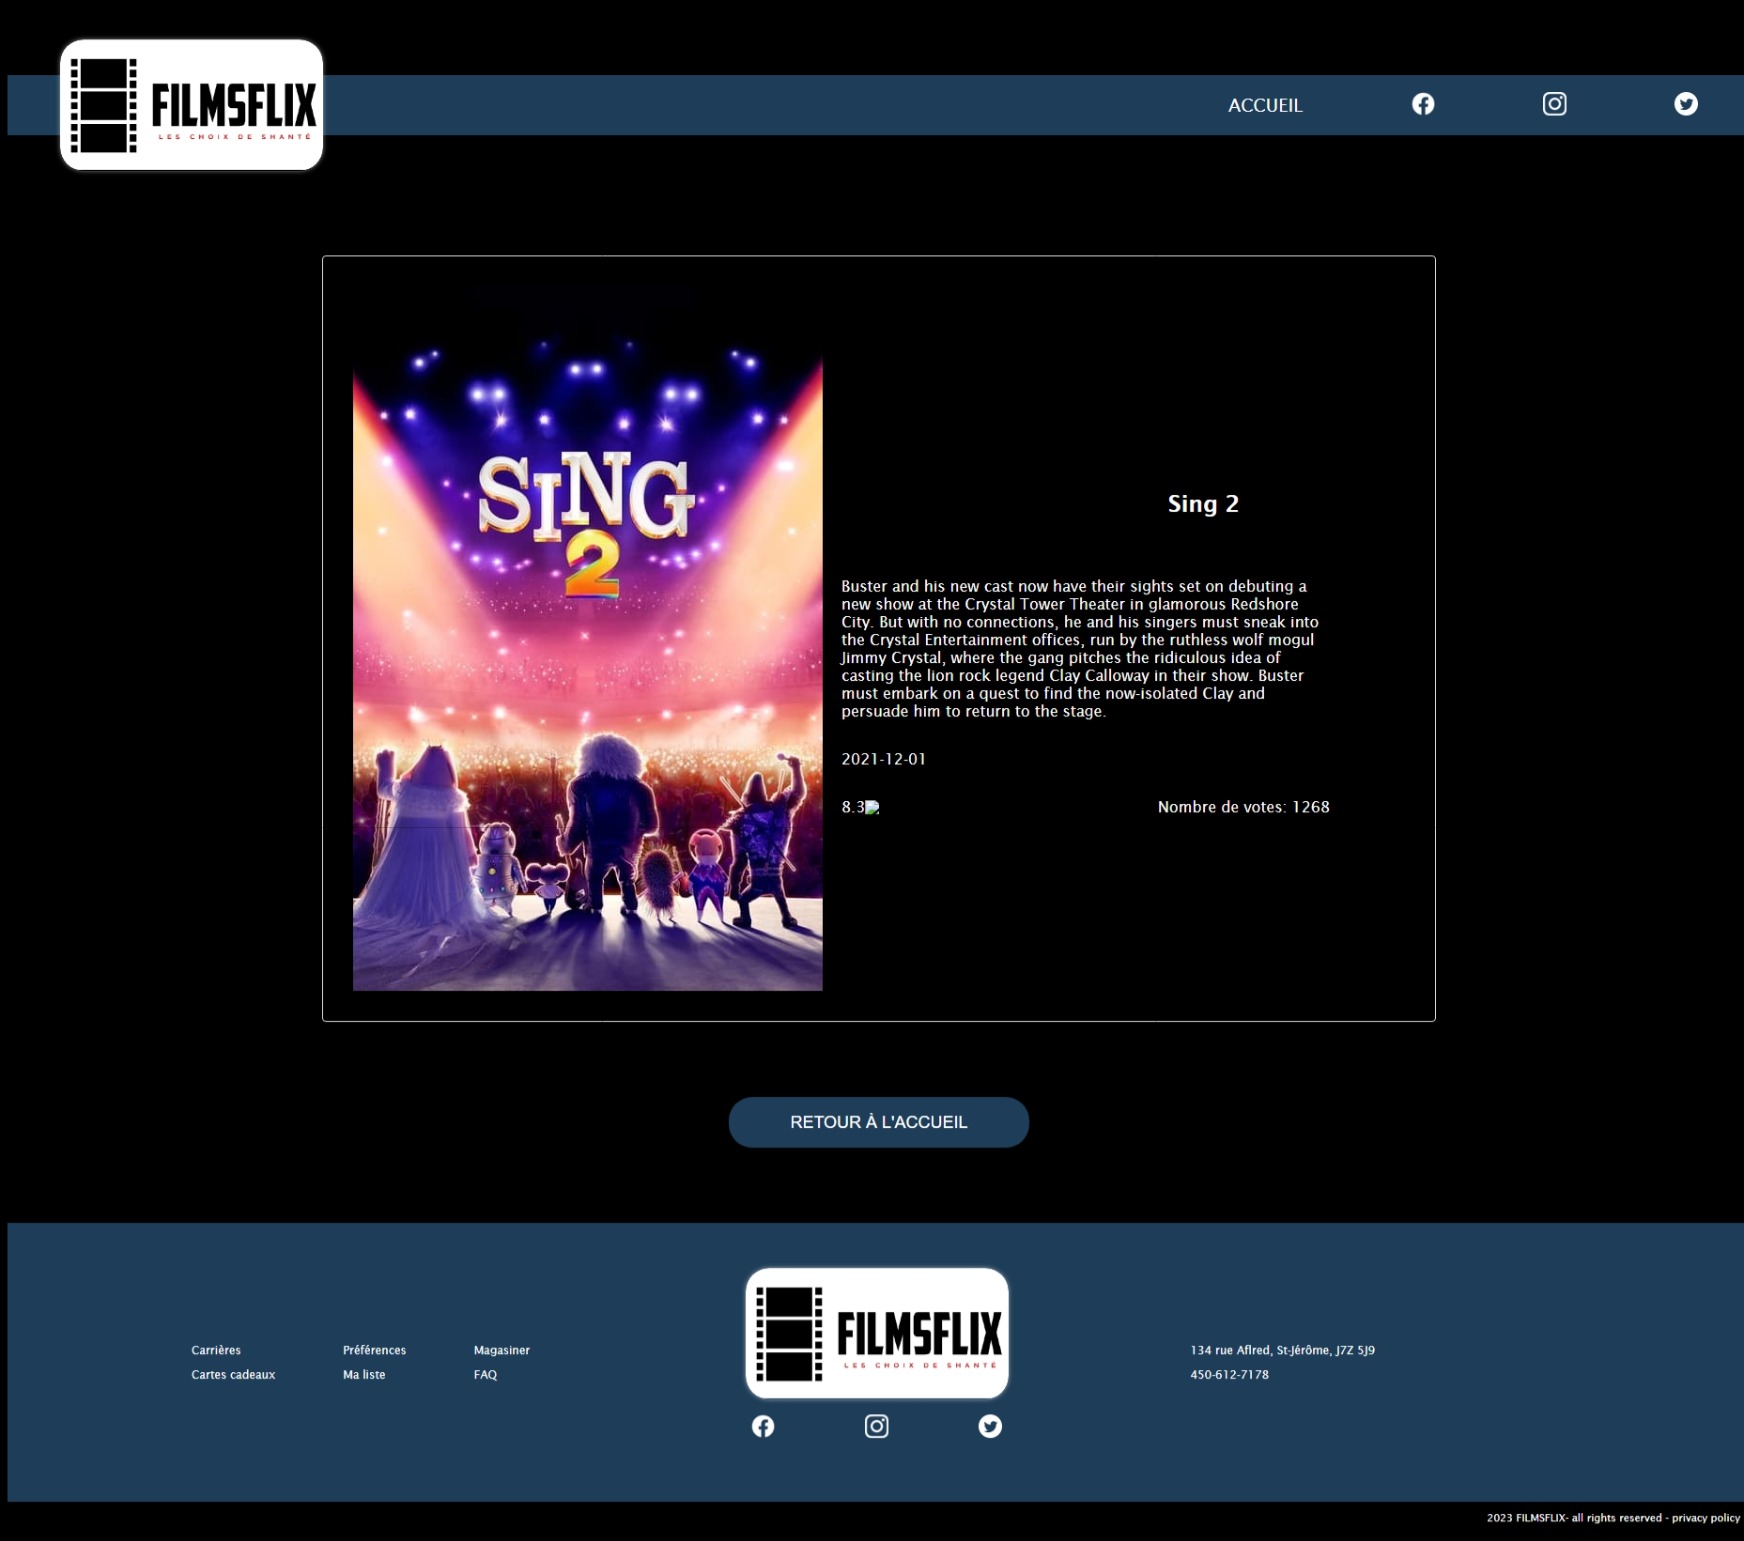 FILMSFLIX
LES CHOIX DE SHANTÉ
ACCUEIL
SING
2
Sing 2
Buster and his new cast now have their sights set on debuting a
new show at the Crystal Tower Theater in glamorous Redshore
City. But with no connections, he and his singers must sneak into
the Crystal Entertainment offices, run by the ruthless wolf mogul
Jimmy Crystal, where the gang pitches the ridiculous idea of
casting the lion rock legend Clay Calloway in their show. Buster
must embark on a quest to find the now-isolated Clay and
persuade him to return to the stage.
2021-12-01
8.3 Nombre de votes: 1268
RETOUR À L'ACCUEIL
Carrières Préférences Magasiner
Cartes cadeaux Ma liste FAQ
FILMSFLIX
LES CHOIX DE SHANTÉ
134 rue Aflred, St-Jérôme, J7Z 5J9
450-612-7178
2023 FILMSFLIX- all rights reserved - privacy policy